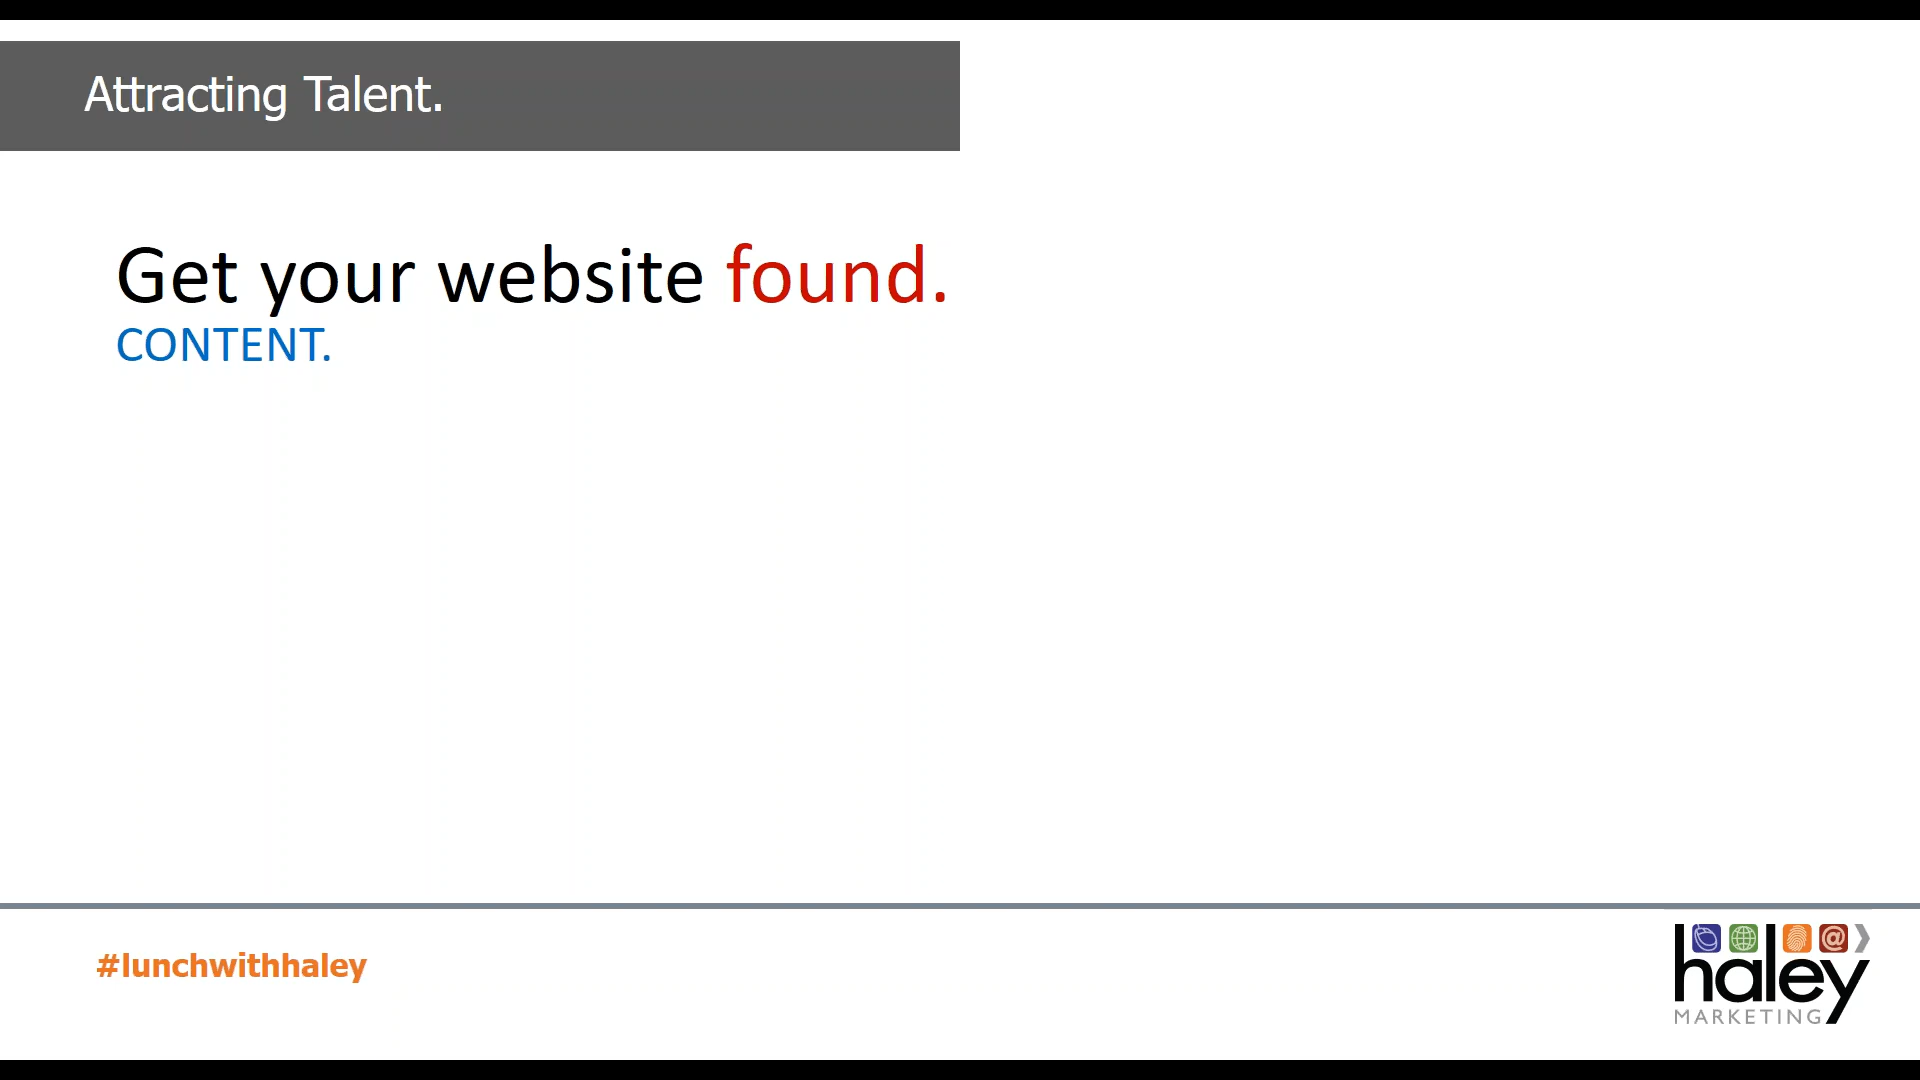 Attracting Talent.
Get your website found.
CONTENT.
#lunchwithhaley
haley
MARKETING